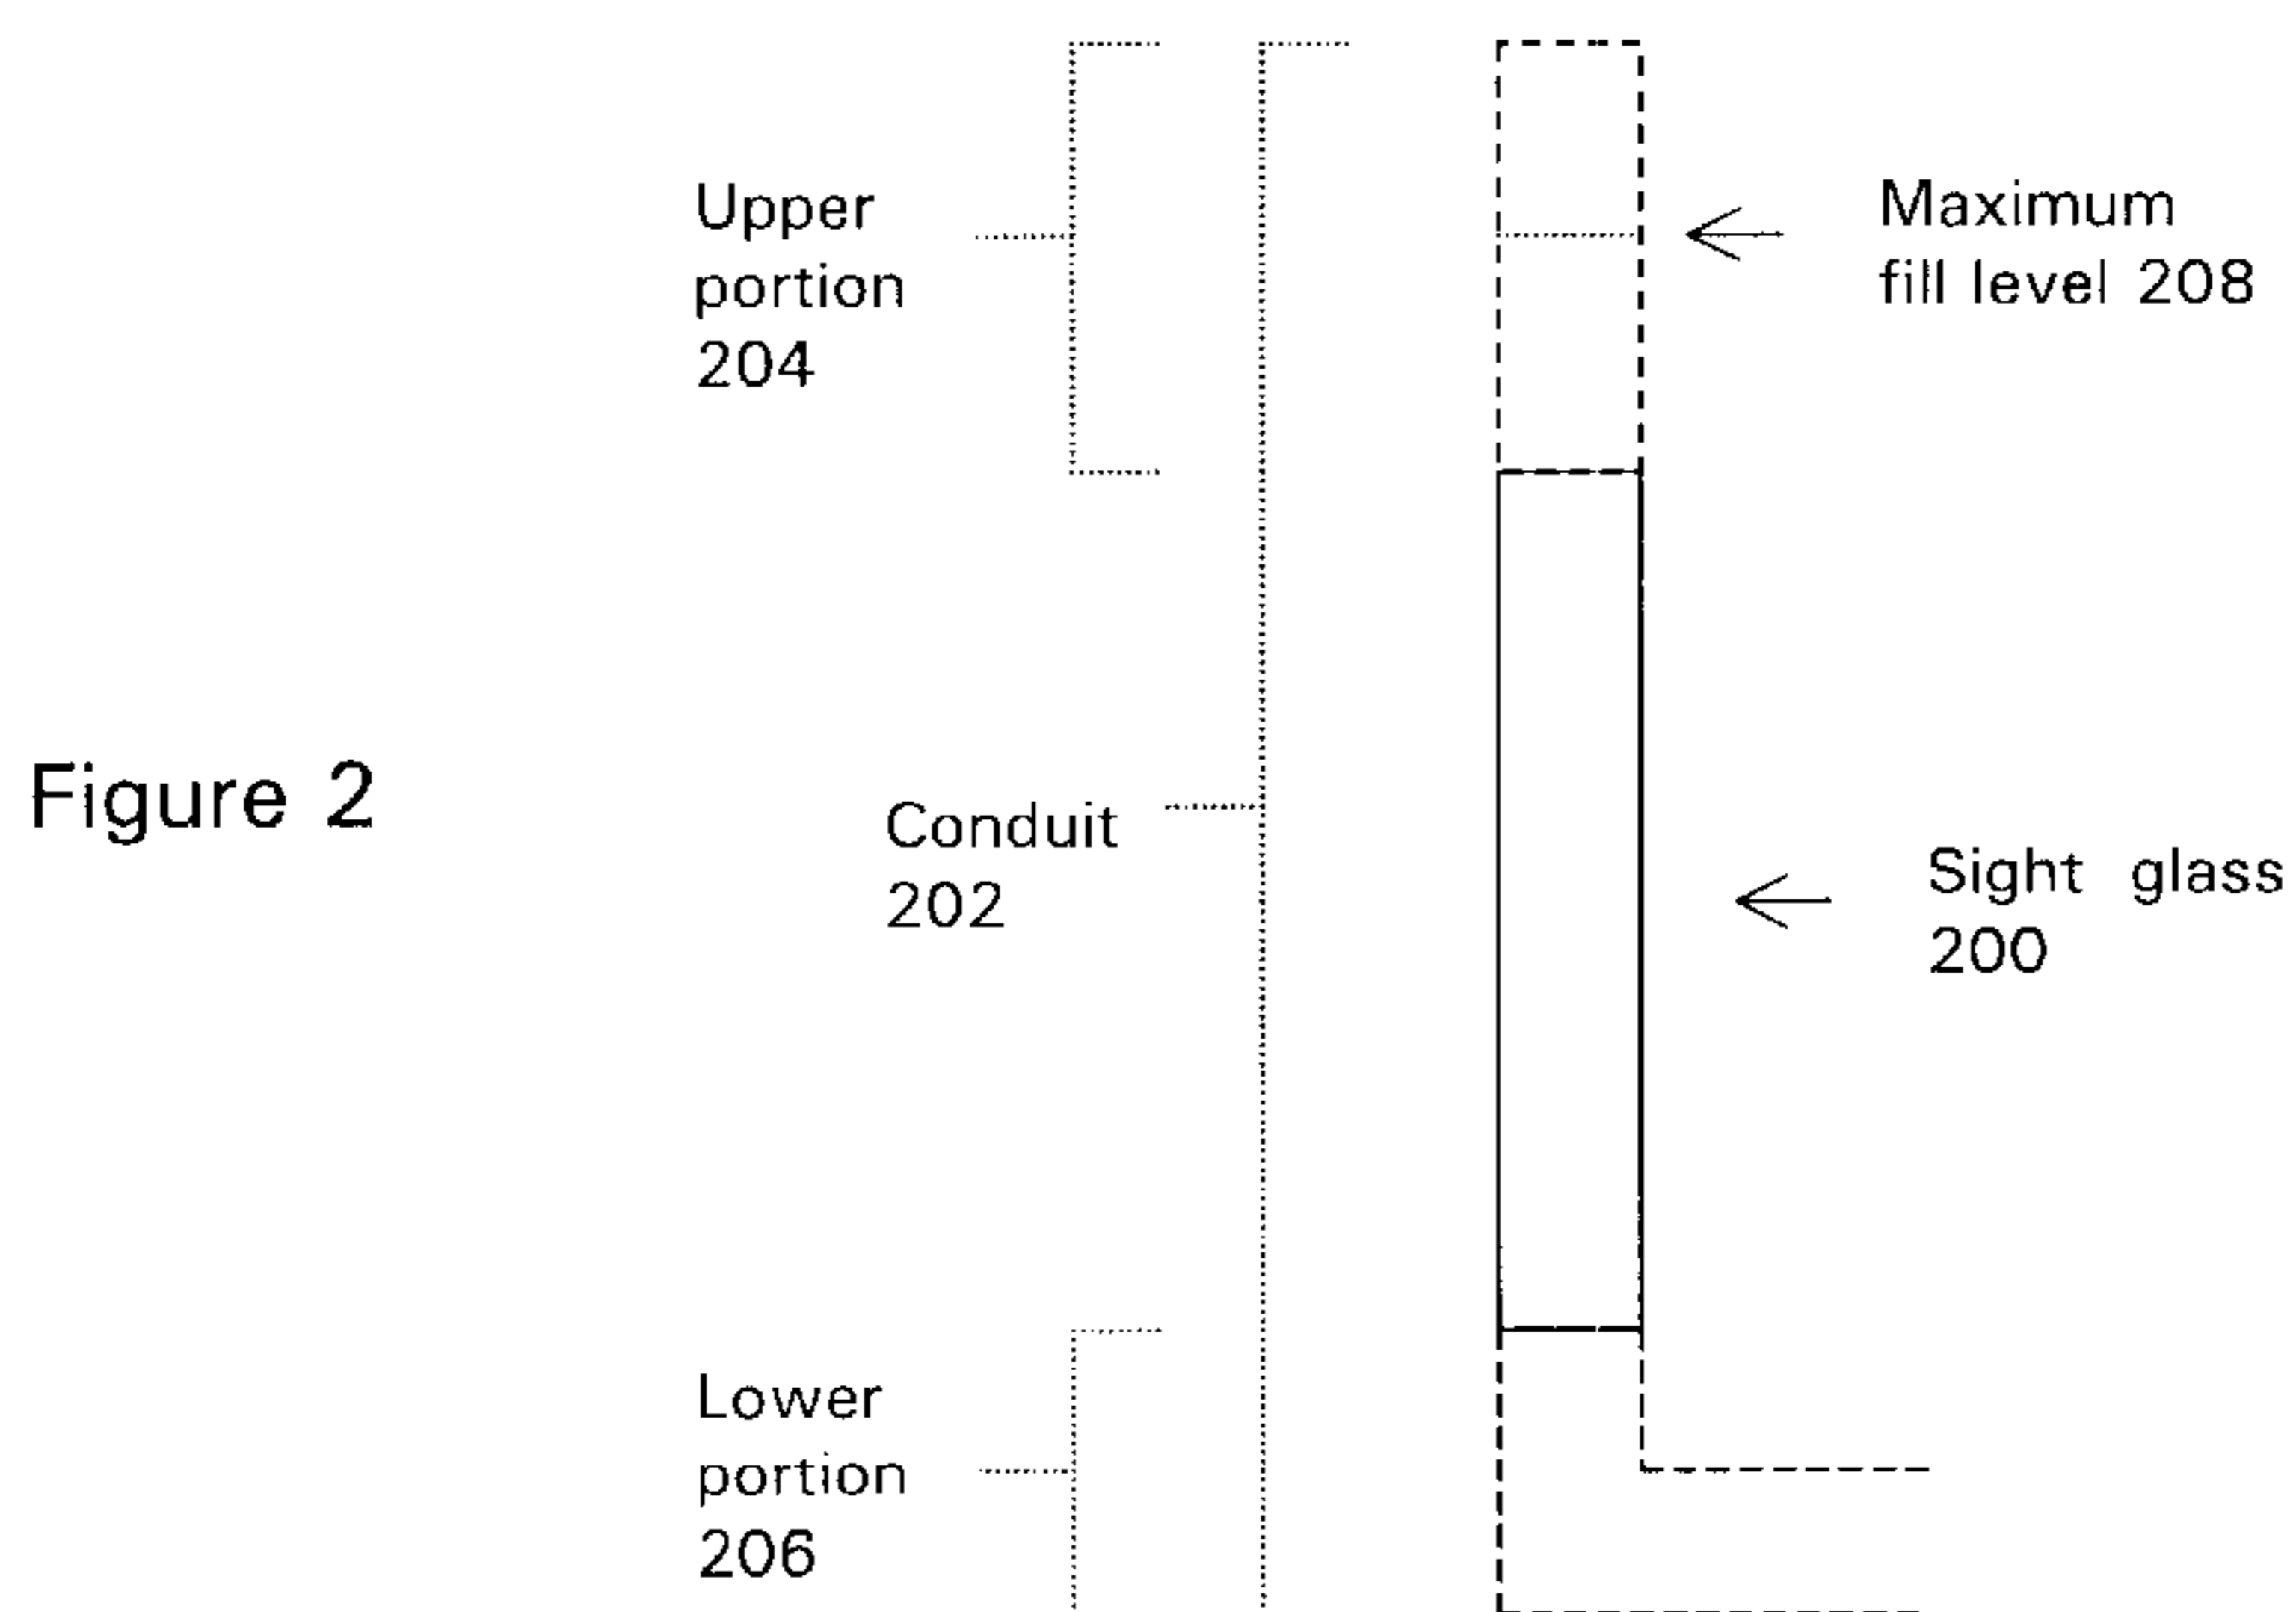 Upper
portion
204
Maximum
fill level 208
Figure 2
Conduit
202
Sight glass
200
Lower
portion
206